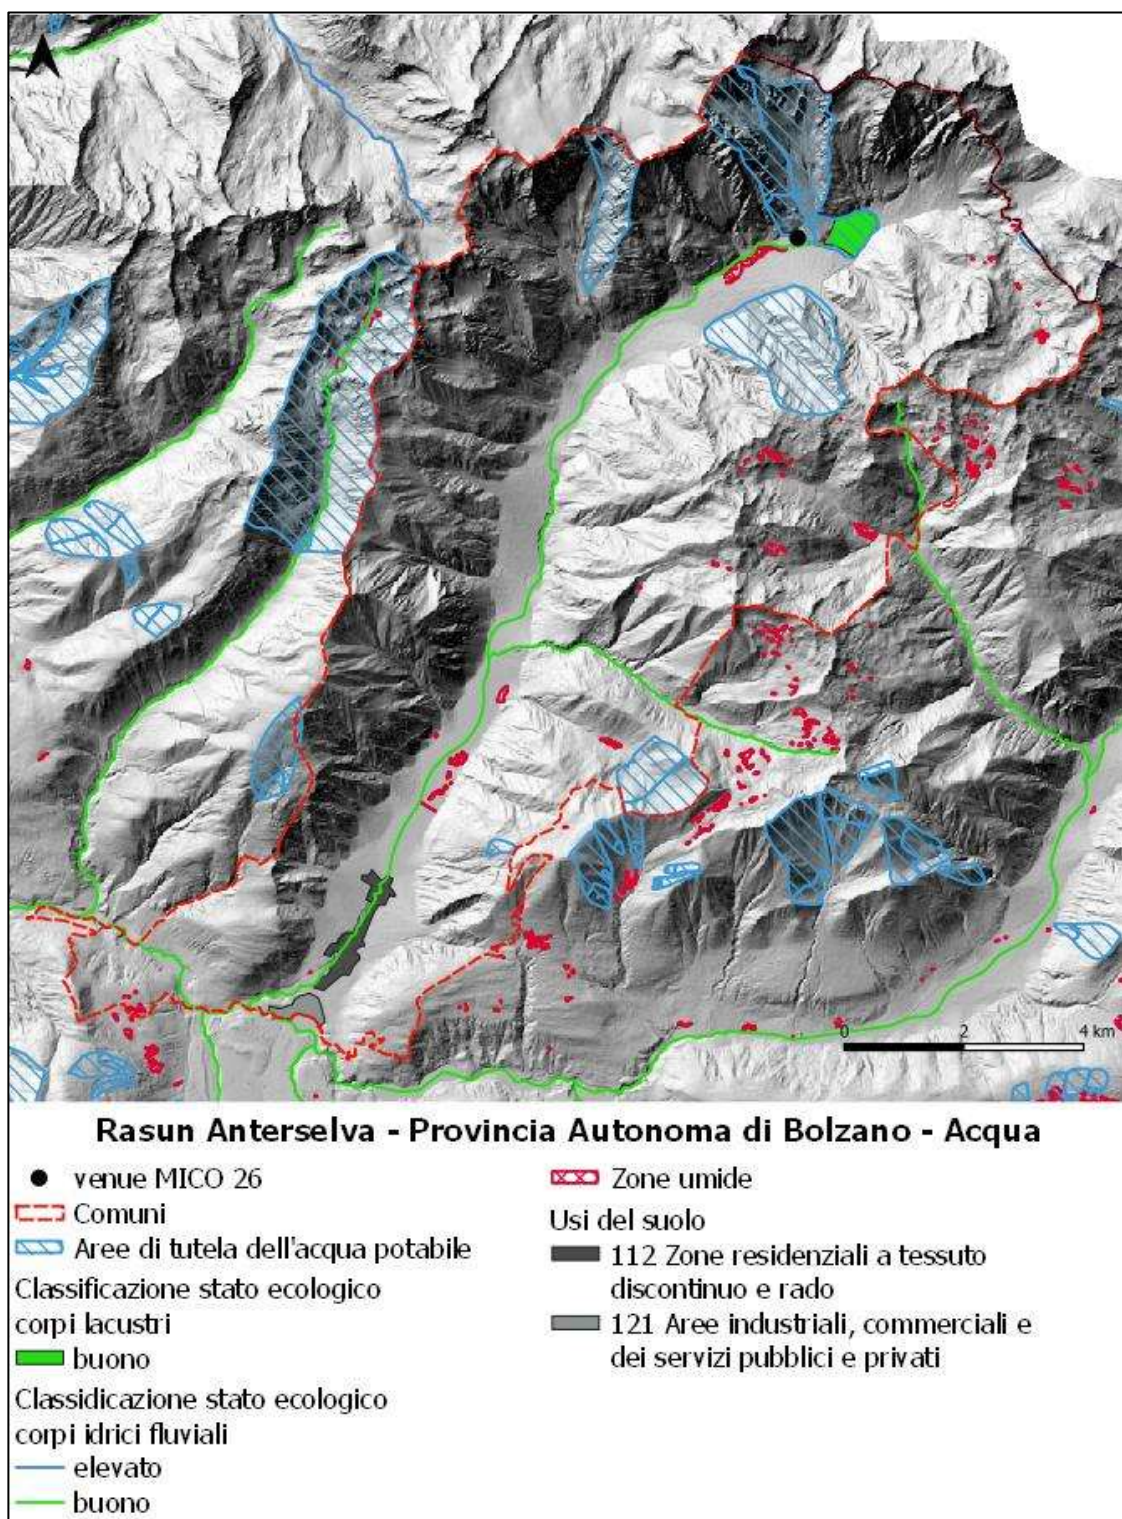 0 2 4 km
Rasun Anterselva - Provincia Autonoma di Bolzano - Acqua
venue MICO 26
Comuni
Aree di tutela dell'acqua potabile
Classificazione stato ecologico
corpi lacustri
buono
Classidicazione stato ecologico
corpi idrici fluviali
elevato
buono
Zone umide
Usi del suolo
112 Zone residenziali a tessuto
discontinuo e rado
121 Aree industriali, commerciali e
dei servizi pubblici e privati